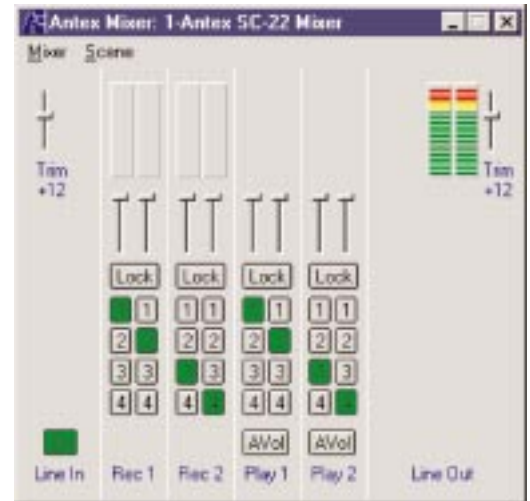 Antex Mixer: 1-Antex SC-22 Mixer
Mixer Scene
Trim
+12
Trim
+12
Lock Lock Lock Lock
1 1 1 1 1
2 2 2 2 2 2
3 3 3 3 3 3
4 4 4 4 4 4
AVol AVol
Line In Rec 1 Rec 2 Play 1 Play 2 Line Out